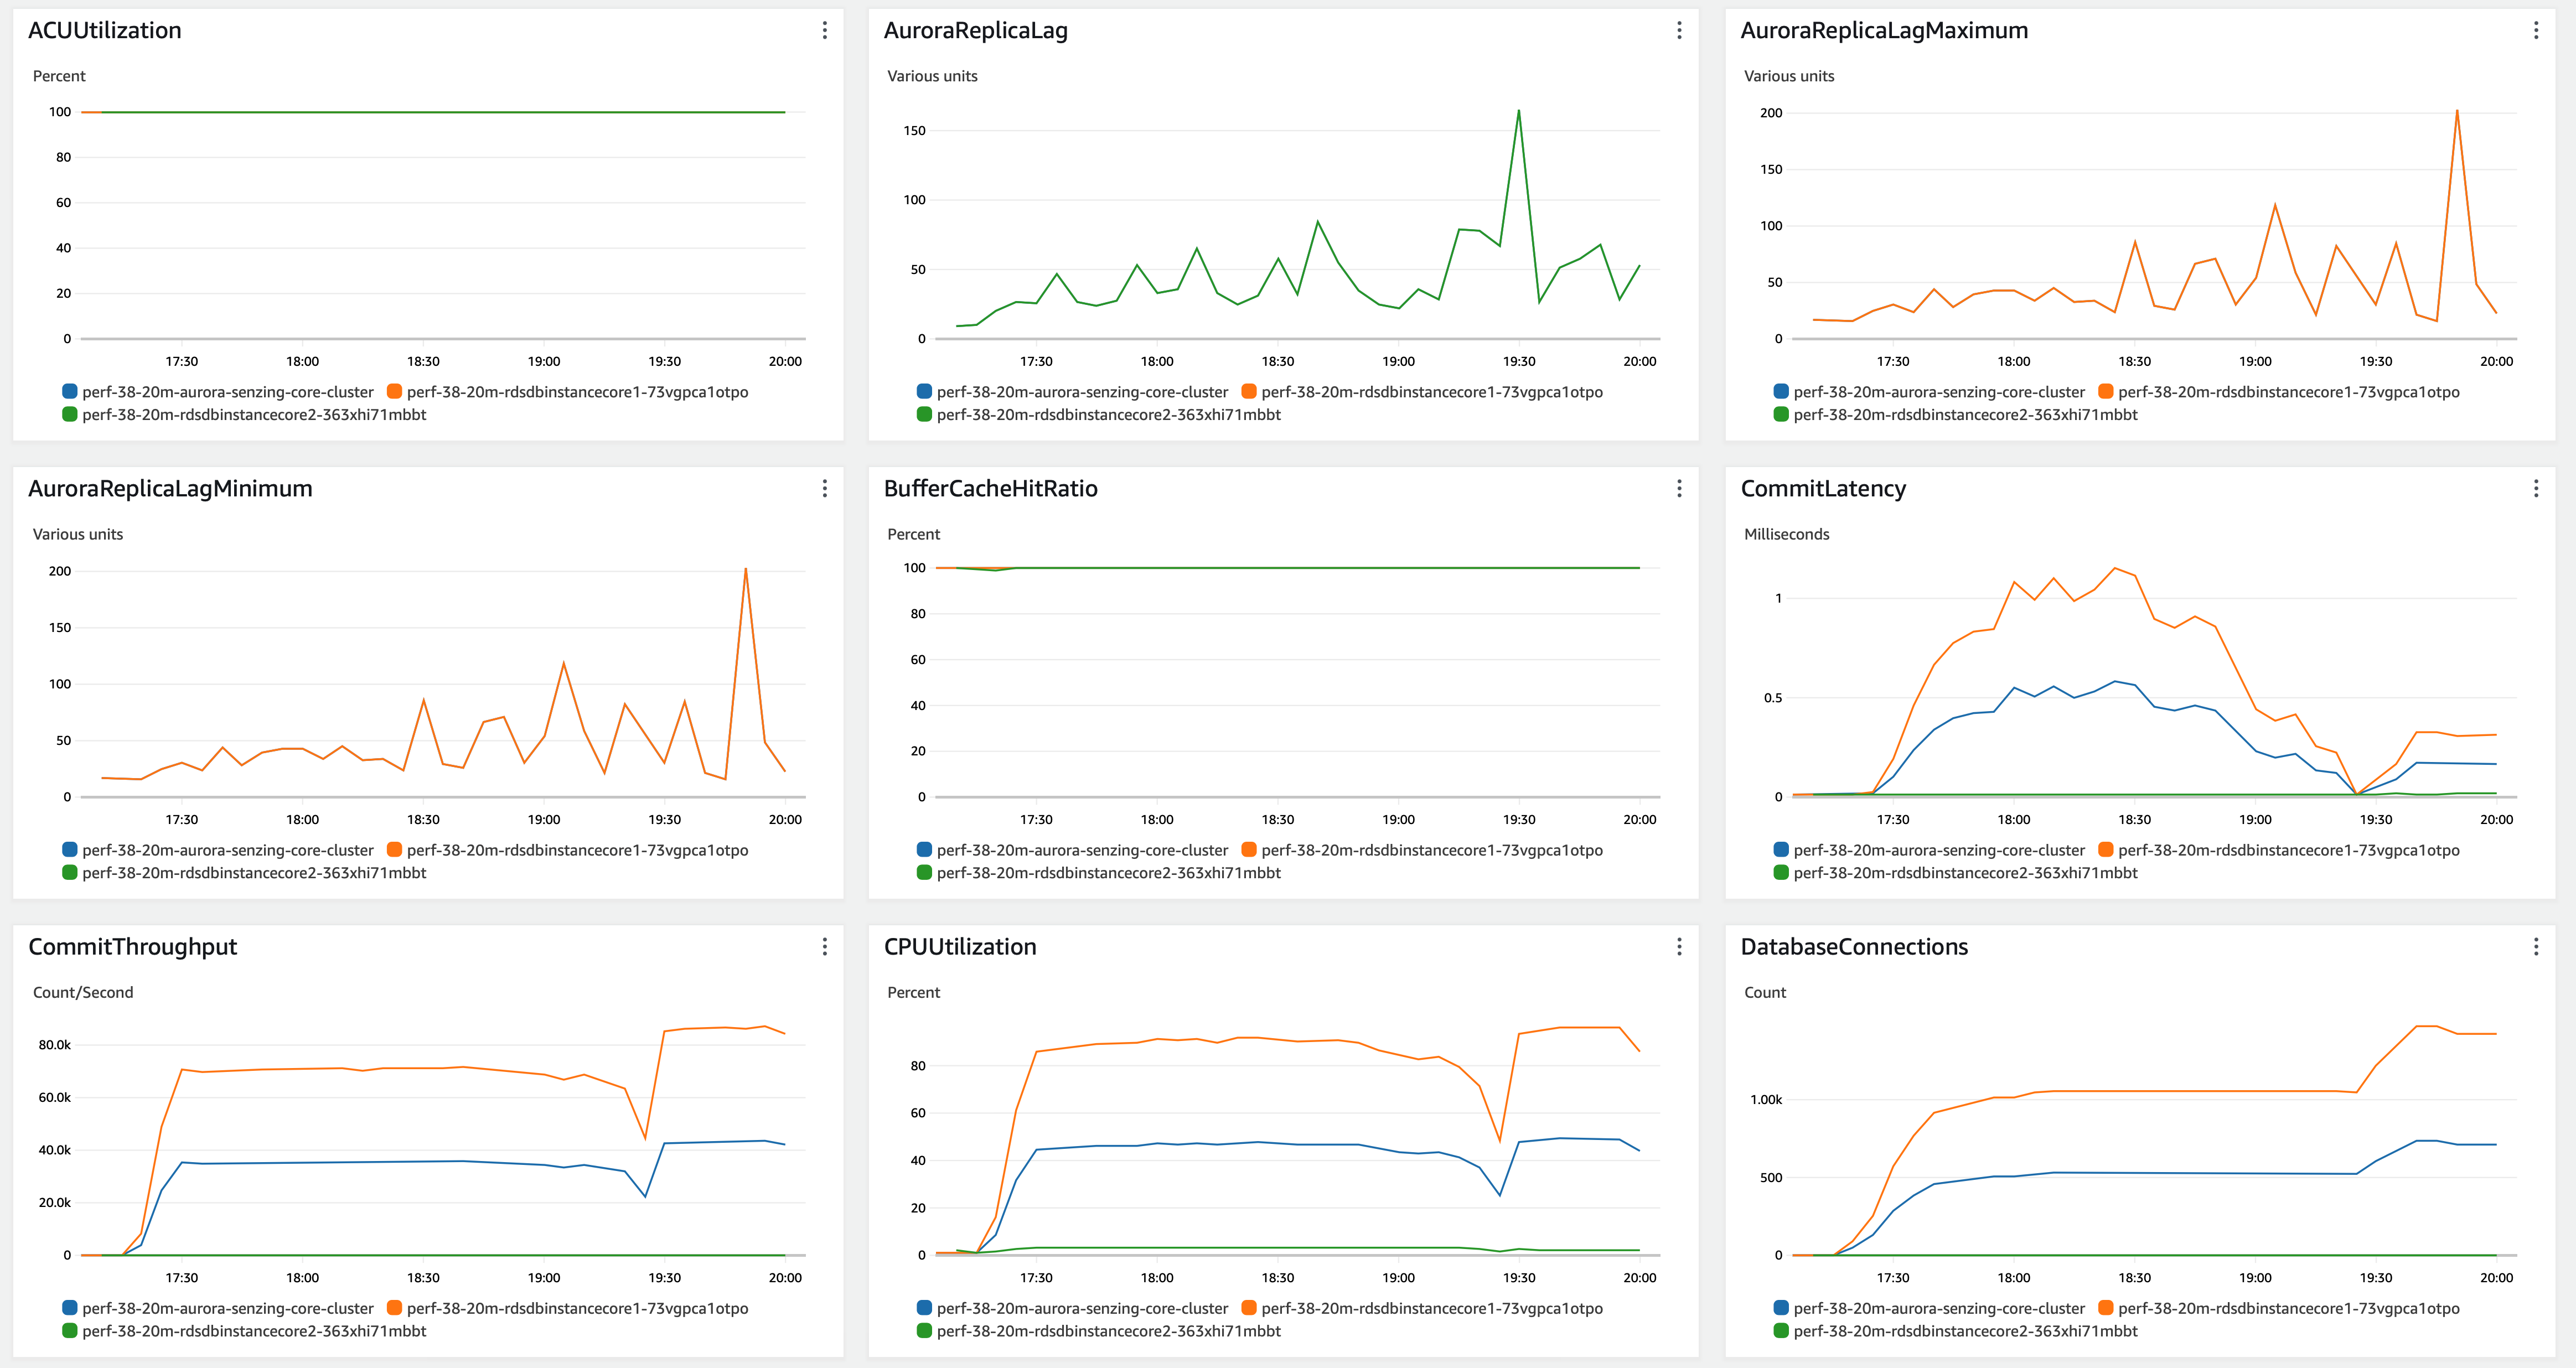 ACUUtilization
Percent
100
80
60
40
20
0
17:30 18:00 18:30 19:00 19:30 20:00
perf-38-20m-aurora-senzing-core-cluster perf-38-20m-rdsdbinstancecore1-73vgpca1otpo
perf-38-20m-rdsdbinstancecore2-363xhi71mbbt
AuroraReplicaLag
Various units
150
100
50
0
17:30 18:00 18:30 19:00 19:30 20:00
perf-38-20m-aurora-senzing-core-cluster perf-38-20m-rdsdbinstancecore1-73vgpca1otpo
perf-38-20m-rdsdbinstancecore2-363xhi71mbbt
AuroraReplicaLagMaximum
Various units
200
150
100
50
0
17:30 18:00 18:30 19:00 19:30 20:00
perf-38-20m-aurora-senzing-core-cluster perf-38-20m-rdsdbinstancecore1-73vgpca1otpo
perf-38-20m-rdsdbinstancecore2-363xhi71mbbt
AuroraReplicaLagMinimum
Various units
200
150
100
50
0
17:30 18:00 18:30 19:00 19:30 20:00
perf-38-20m-aurora-senzing-core-cluster perf-38-20m-rdsdbinstancecore1-73vgpca1otpo
perf-38-20m-rdsdbinstancecore2-363xhi71mbbt
BufferCacheHitRatio
Percent
100
80
60
40
20
0
17:30 18:00 18:30 19:00 19:30 20:00
perf-38-20m-aurora-senzing-core-cluster perf-38-20m-rdsdbinstancecore1-73vgpca1otpo
perf-38-20m-rdsdbinstancecore2-363xhi71mbbt
CommitLatency
Milliseconds
1
0.5
0
17:30 18:00 18:30 19:00 19:30 20:00
perf-38-20m-aurora-senzing-core-cluster perf-38-20m-rdsdbinstancecore1-73vgpca1otpo
perf-38-20m-rdsdbinstancecore2-363xhi71mbbt
CommitThroughput
Count/Second
80.0k
60.0k
40.0k
20.0k
0
17:30 18:00 18:30 19:00 19:30 20:00
perf-38-20m-aurora-senzing-core-cluster perf-38-20m-rdsdbinstancecore1-73vgpca1otpo
perf-38-20m-rdsdbinstancecore2-363xhi71mbbt
CPUUtilization
Percent
80
60
40
20
0
17:30 18:00 18:30 19:00 19:30 20:00
perf-38-20m-aurora-senzing-core-cluster perf-38-20m-rdsdbinstancecore1-73vgpca1otpo
perf-38-20m-rdsdbinstancecore2-363xhi71mbbt
DatabaseConnections
Count
1.00k
500
0
17:30 18:00 18:30 19:00 19:30 20:00
perf-38-20m-aurora-senzing-core-cluster perf-38-20m-rdsdbinstancecore1-73vgpca1otpo
perf-38-20m-rdsdbinstancecore2-363xhi71mbbt